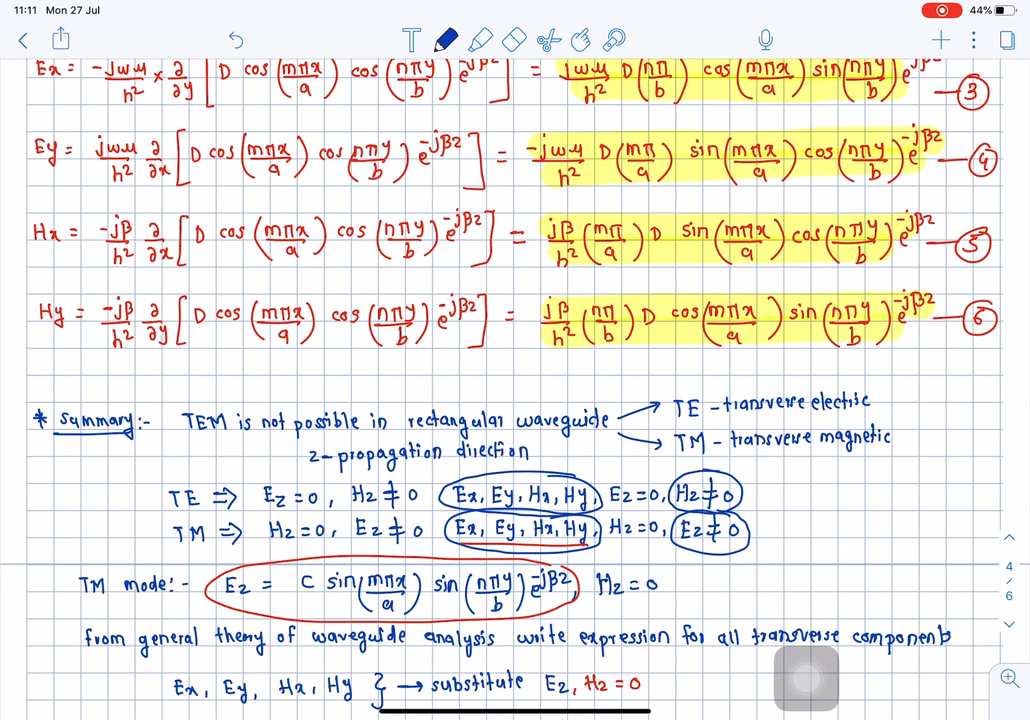 11:11 Mon 27 Jul 44%
Ex = -jωμ/h² × ∂/∂y [ D cos(mπx/a) cos(nπy/b) e^-jβz ] = jωμ/h² D(nπ/b) cos(mπx/a) sin(nπy/b) e^-jβz —③
Ey = jωμ/h² ∂/∂x [ D cos(mπx/a) cos(nπy/b) e^-jβz ] = -jωμ/h² D(mπ/a) sin(mπx/a) cos(nπy/b) e^-jβz —④
Hx = -jβ/h² ∂/∂x [ D cos(mπx/a) cos(nπy/b) e^-jβz ] = jβ/h² (mπ/a) D sin(mπx/a) cos(nπy/b) e^-jβz —⑤
Hy = -jβ/h² ∂/∂y [ D cos(mπx/a) cos(nπy/b) e^-jβz ] = jβ/h² (nπ/b) D cos(mπx/a) sin(nπy/b) e^-jβz —⑥
* Summary:- TEM is not possible in rectangular waveguide → TE - transverse electric
→ TM - transverse magnetic
z-propagation direction
TE ⇒ Ez=0, Hz≠0 Ex, Ey, Hx, Hy, Ez=0, Hz≠0
TM ⇒ Hz=0, Ez≠0 Ex, Ey, Hx, Hy, Hz=0, Ez≠0
TM mode:- Ez = C sin(mπx/a) sin(nπy/b) e^-jβz, Hz=0
from general theory of waveguide analysis write expression for all transverse components
Ex, Ey, Hx, Hy } → substitute Ez, Hz=0
4
6